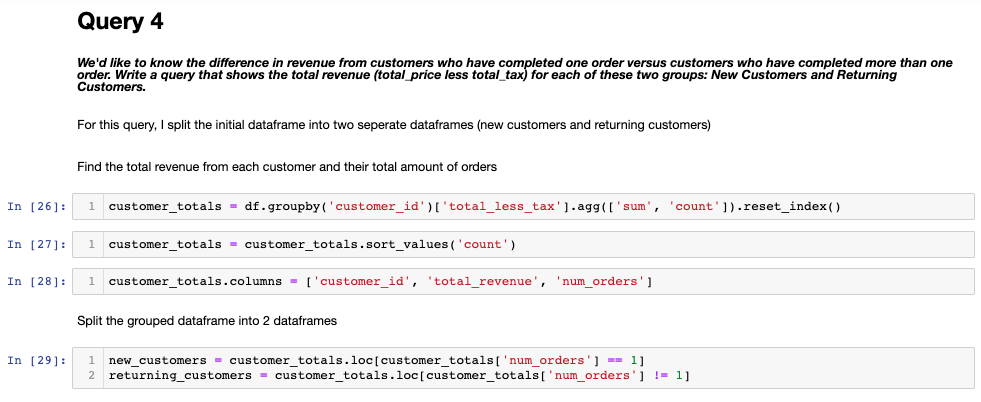 Query 4
We'd like to know the difference in revenue from customers who have completed one order versus customers who have completed more than one
order. Write a query that shows the total revenue (total_price less total_tax) for each of these two groups: New Customers and Returning
Customers.
For this query, I split the initial dataframe into two seperate dataframes (new customers and returning customers)
Find the total revenue from each customer and their total amount of orders
In [26]: 1 customer_totals = df.groupby('customer_id')['total_less_tax'].agg(['sum', 'count']).reset_index()
In [27]: 1 customer_totals = customer_totals.sort_values('count')
In [28]: 1 customer_totals.columns = ['customer_id', 'total_revenue', 'num_orders']
Split the grouped dataframe into 2 dataframes
In [29]: 1 new_customers = customer_totals.loc[customer_totals['num_orders'] == 1]
2 returning_customers = customer_totals.loc[customer_totals['num_orders'] != 1]